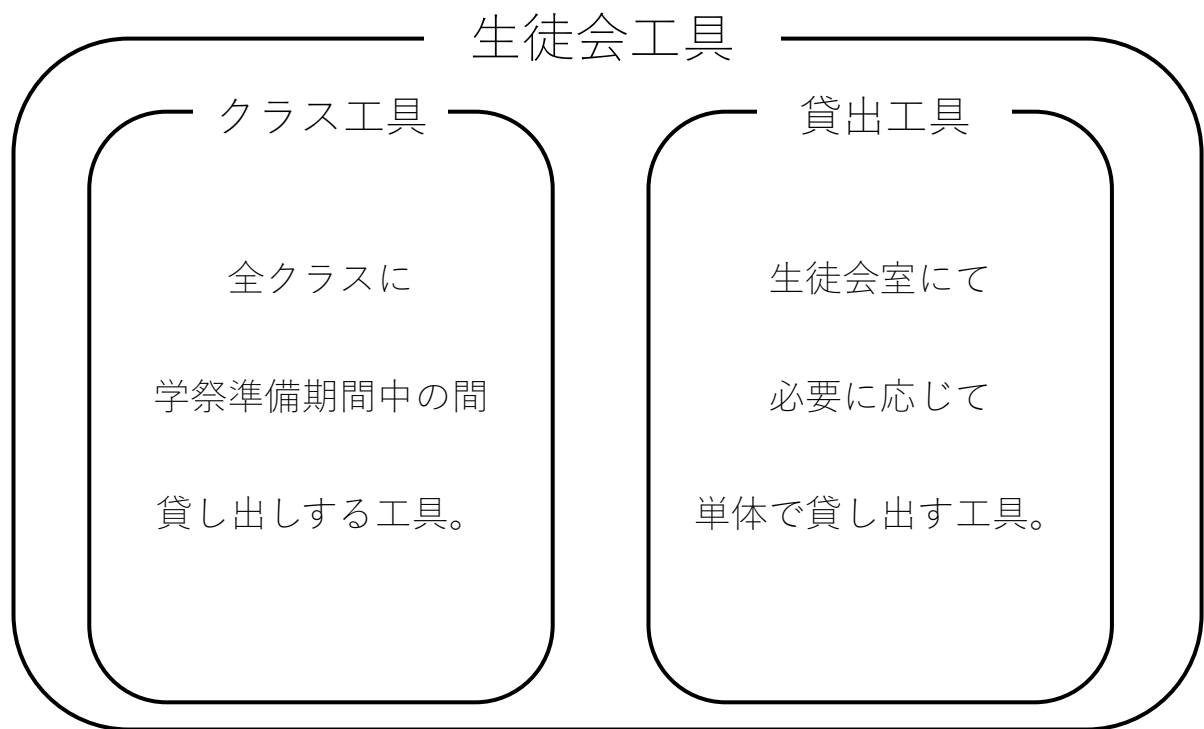 生徒会工具
クラス工具
全クラスに
学祭準備期間中の間
貸し出しする工具。
貸出工具
生徒会室にて
必要に応じて
単体で貸し出す工具。